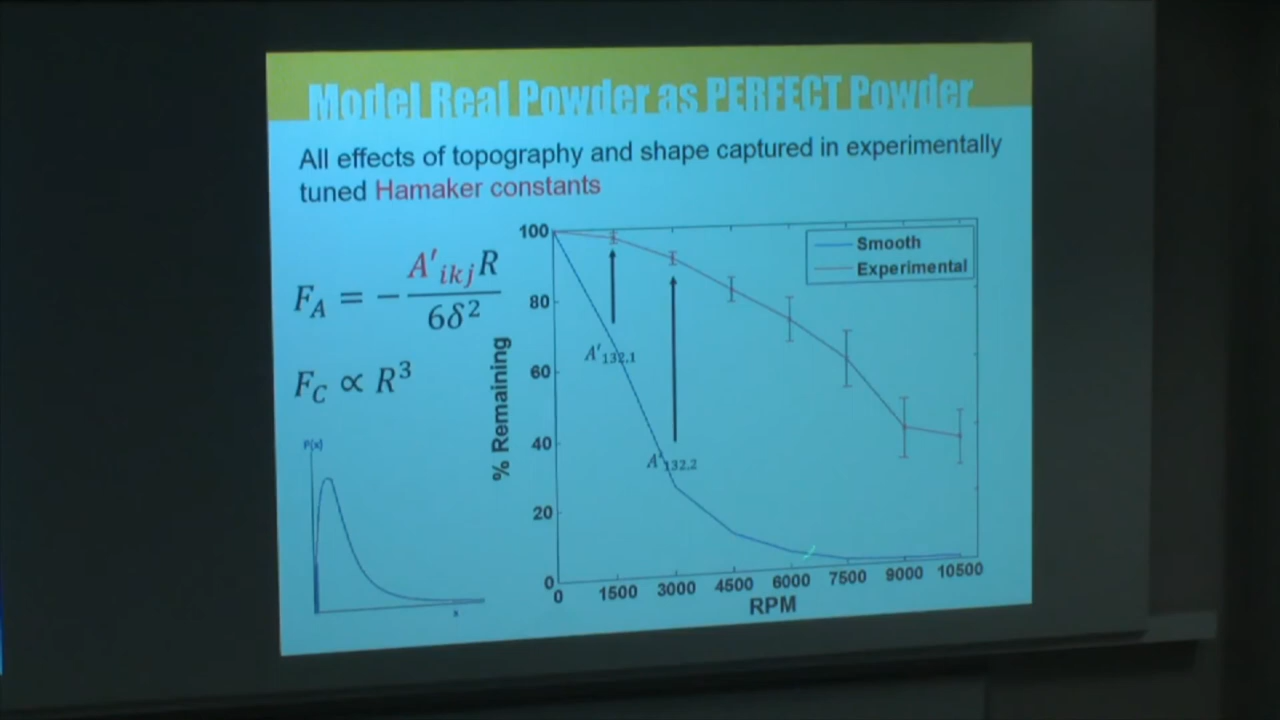 Model Real Powder as PERFECT Powder
All effects of topography and shape captured in experimentally
tuned Hamaker constants
F_A = − A'_ikj R / 6δ²
F_C ∝ R³
P(x)
x
% Remaining
100
80
60
40
20
0
Smooth
Experimental
A'₁₃₂.₁
A'₁₃₂.₂
0 1500 3000 4500 6000 7500 9000 10500
RPM